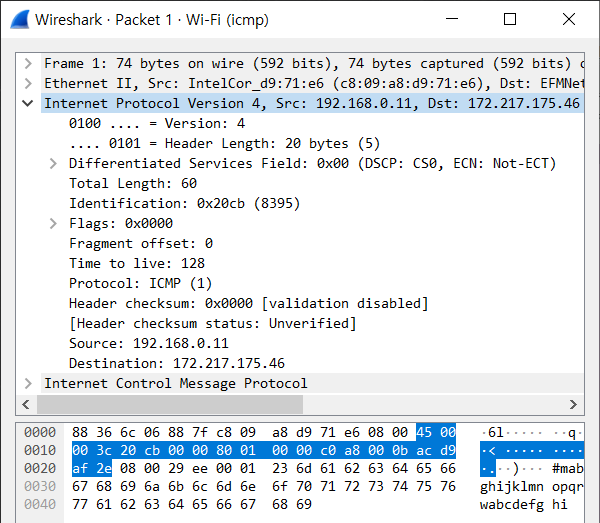 Wireshark · Packet 1 · Wi-Fi (icmp)
Frame 1: 74 bytes on wire (592 bits), 74 bytes captured (592 bits) o
Ethernet II, Src: IntelCor_d9:71:e6 (c8:09:a8:d9:71:e6), Dst: EFMNet
Internet Protocol Version 4, Src: 192.168.0.11, Dst: 172.217.175.46
0100 .... = Version: 4
.... 0101 = Header Length: 20 bytes (5)
Differentiated Services Field: 0x00 (DSCP: CS0, ECN: Not-ECT)
Total Length: 60
Identification: 0x20cb (8395)
Flags: 0x0000
Fragment offset: 0
Time to live: 128
Protocol: ICMP (1)
Header checksum: 0x0000 [validation disabled]
[Header checksum status: Unverified]
Source: 192.168.0.11
Destination: 172.217.175.46
Internet Control Message Protocol
0000 88 36 6c 06 88 7f c8 09 a8 d9 71 e6 08 00 45 00 ·6l····· ··q···E·
0010 00 3c 20 cb 00 00 80 01 00 00 c0 a8 00 0b ac d9 ·< ····· ········
0020 af 2e 08 00 29 ee 00 01 23 6d 61 62 63 64 65 66 ·.··)··· #mabcdef
0030 67 68 69 6a 6b 6c 6d 6e 6f 70 71 72 73 74 75 76 ghijklmn opqrstuv
0040 77 61 62 63 64 65 66 67 68 69 wabcdefg hi